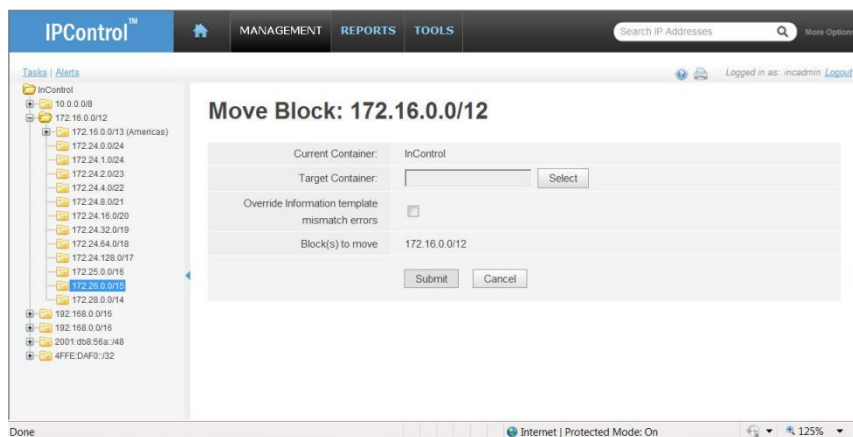 IPControl™
MANAGEMENT REPORTS TOOLS
Search IP Addresses
More Options
Tasks | Alerts
Logged in as: incadmin Logout
InControl
10.0.0.0/8
172.16.0.0/12
172.16.0.0/13 (Americas)
172.24.0.0/24
172.24.1.0/24
172.24.2.0/23
172.24.4.0/22
172.24.8.0/21
172.24.16.0/20
172.24.32.0/19
172.24.64.0/18
172.24.128.0/17
172.25.0.0/16
172.26.0.0/15
172.28.0.0/14
192.168.0.0/16
192.168.0.0/16
2001:db8:56a::/48
4FFE:DAF0::/32
Move Block: 172.16.0.0/12
Current Container: InControl
Target Container: Select
Override Information template
mismatch errors
Block(s) to move 172.16.0.0/12
Submit Cancel
Done
Internet | Protected Mode: On
125%